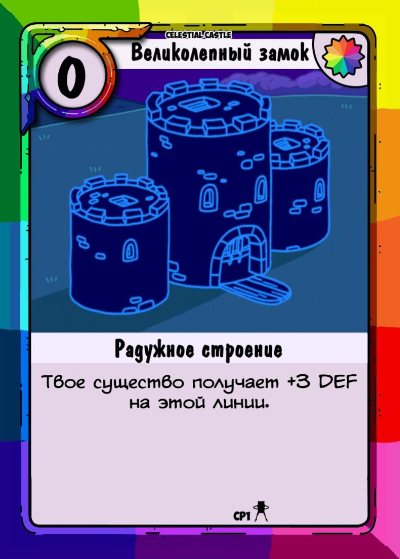 CELESTIAL CASTLE
0
Великолепный замок
Радужное строение
Твое существо получает +3 DEF
на этой линии.
CP1